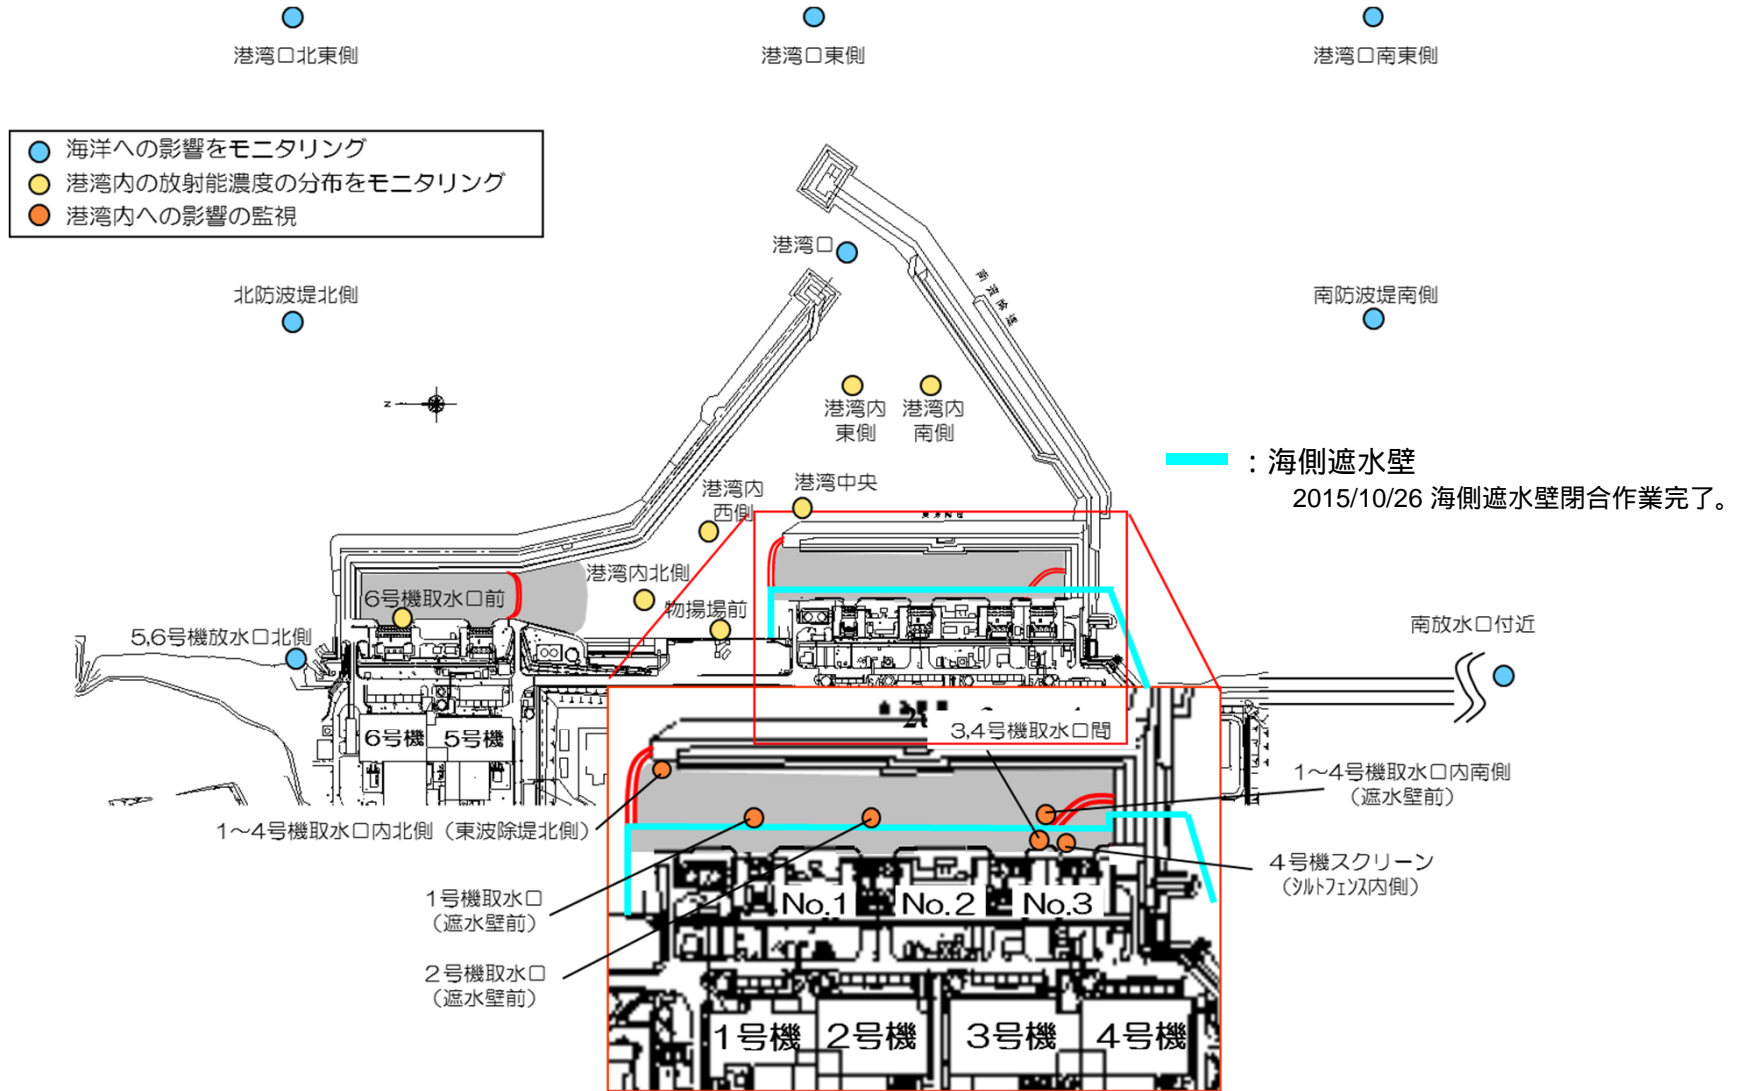 港湾口北東側
港湾口東側
港湾口南東側
海洋への影響をモニタリング
港湾内の放射能濃度の分布をモニタリング
港湾内への影響の監視
港湾口
北防波堤北側
南防波堤南側
N
港湾内
東側
港湾内
南側
：海側遮水壁
2015/10/26 海側遮水壁閉合作業完了。
港湾内
西側
港湾中央
港湾内北側
6号機取水口前
物揚場前
5,6号機放水口北側
南放水口付近
6号機
5号機
3,4号機取水口間
1～4号機取水口内北側（東波除堤北側）
1～4号機取水口内南側
（遮水壁前）
4号機スクリーン
（シルトフェンス内側）
1号機取水口
（遮水壁前）
2号機取水口
（遮水壁前）
No.1
No.2
No.3
1号機
2号機
3号機
4号機